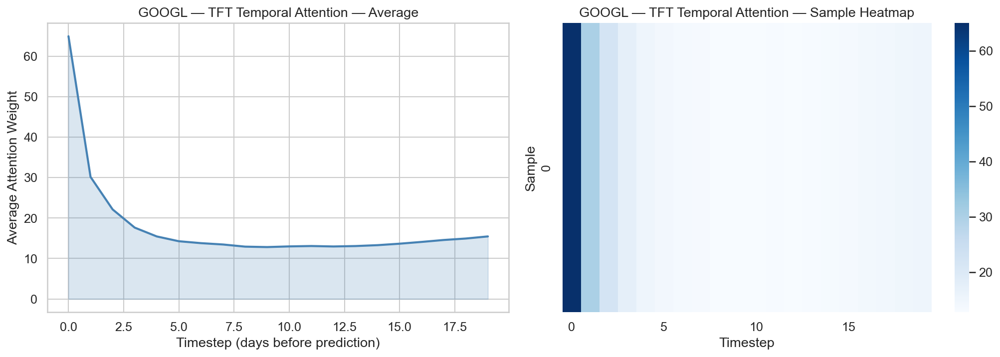 GOOGL — TFT Temporal Attention — Average
Average Attention Weight
60
50
40
30
20
10
0
0.0 2.5 5.0 7.5 10.0 12.5 15.0 17.5
Timestep (days before prediction)
GOOGL — TFT Temporal Attention — Sample Heatmap
Sample
0
0 5 10 15
Timestep
60
50
40
30
20